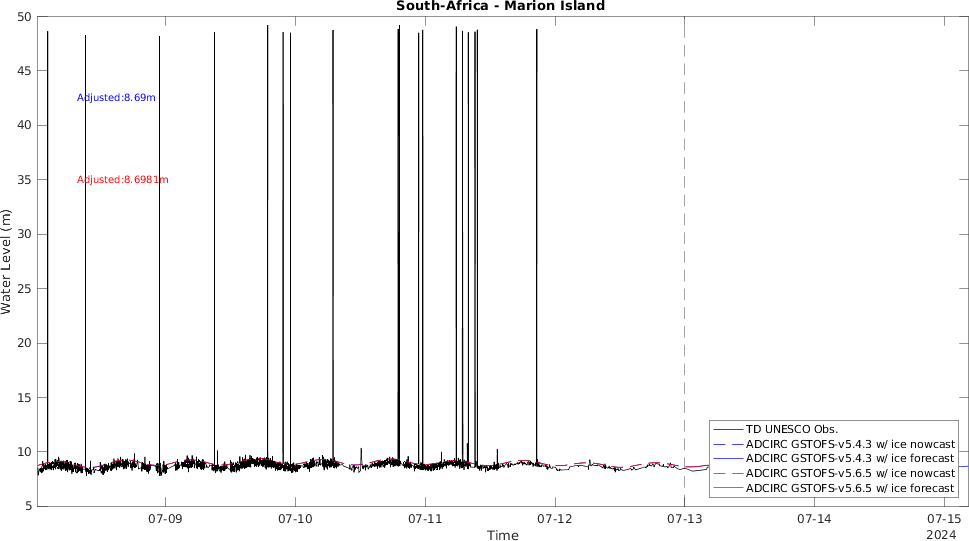 South-Africa - Marion Island
50
45
40
35
30
25
20
15
10
5
Water Level (m)
Adjusted:8.69m
Adjusted:8.6981m
TD UNESCO Obs.
ADCIRC GSTOFS-v5.4.3 w/ ice nowcast
ADCIRC GSTOFS-v5.4.3 w/ ice forecast
ADCIRC GSTOFS-v5.6.5 w/ ice nowcast
ADCIRC GSTOFS-v5.6.5 w/ ice forecast
07-09 07-10 07-11 07-12 07-13 07-14 07-15
2024
Time